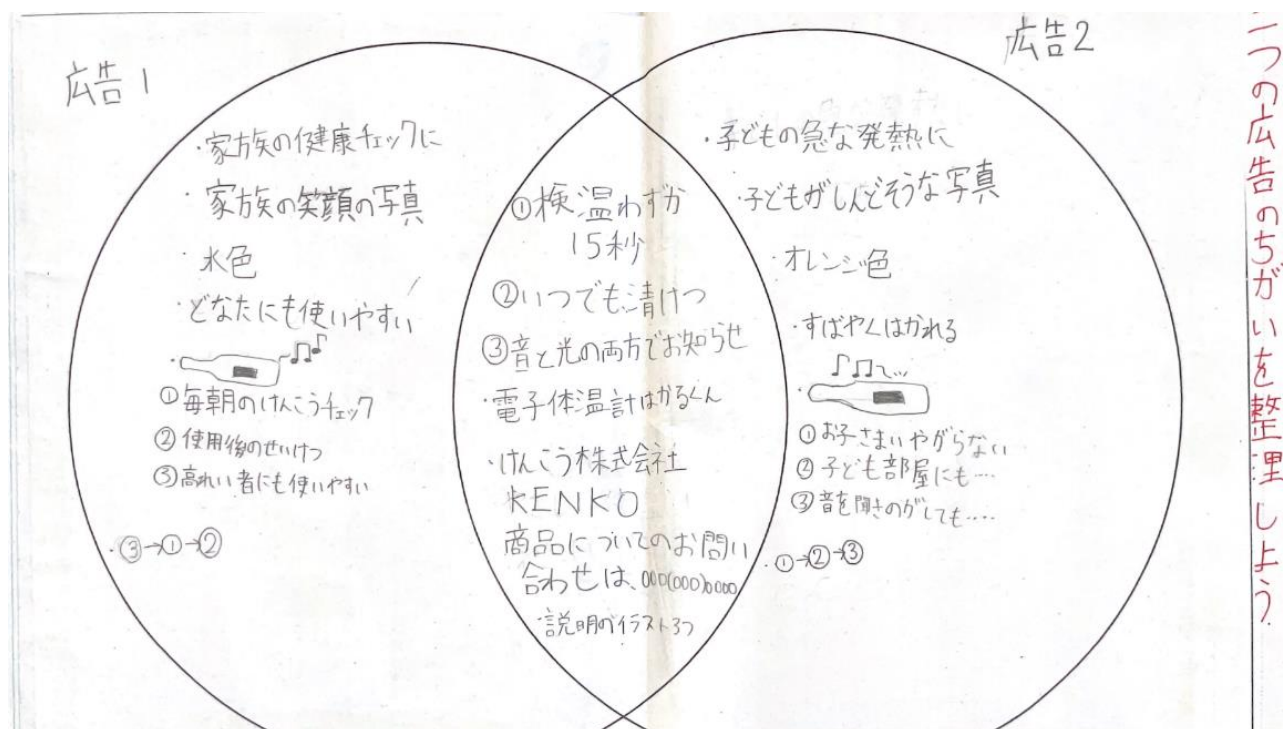 二つの広告のちがいを整理しよう
広告1
・家族の健康チェックに
・家族の笑顔の写真
・水色
・どなたにも使いやすい
①毎朝のけんこうチェック
②使用後のせいけつ
③高れい者にも使いやすい
・③→①→②
①検温わずか
15秒
②いつでも清けつ
③音と光の両方でお知らせ
・電子体温計はかるくん
・けんこう株式会社
KENKO
商品についてのお問い
合わせは、000(000)0000
・説明のイラスト3つ
広告2
・子どもの急な発熱に
・子どもがしんどそうな写真
・オレンジ色
・すばやくはかれる
①お子さまいやがらない
②子ども部屋にも…
③音を聞きのがしても……
・①→②→③